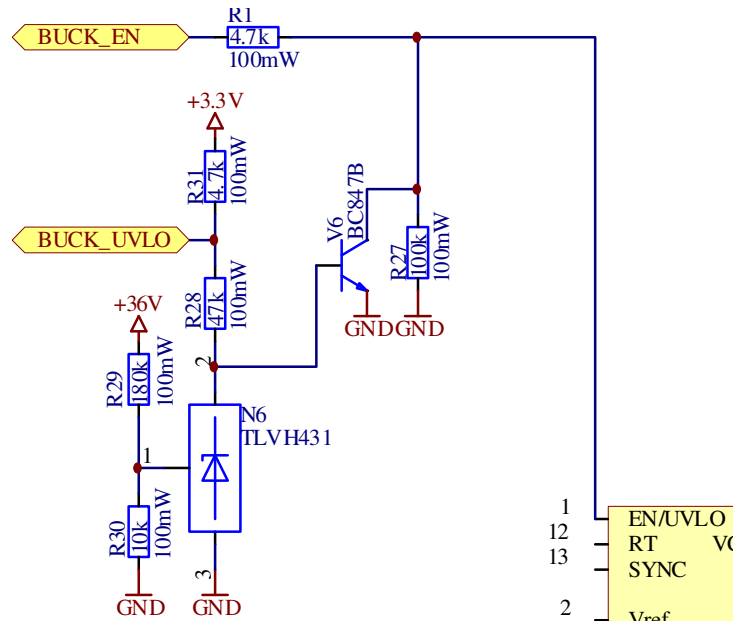 R1
BUCK_EN
4.7k
100mW
+3.3V
R31
4.7k
100mW
BUCK_UVLO
V6
BC847B
R27
100k
100mW
R28
47k
100mW
+36V
GND
GND
R29
180k
100mW
2
N6
TLVH431
1
R30
10k
100mW
3
GND
GND
1
EN/UVLO
12
RT
VC
13
SYNC
2
Vref